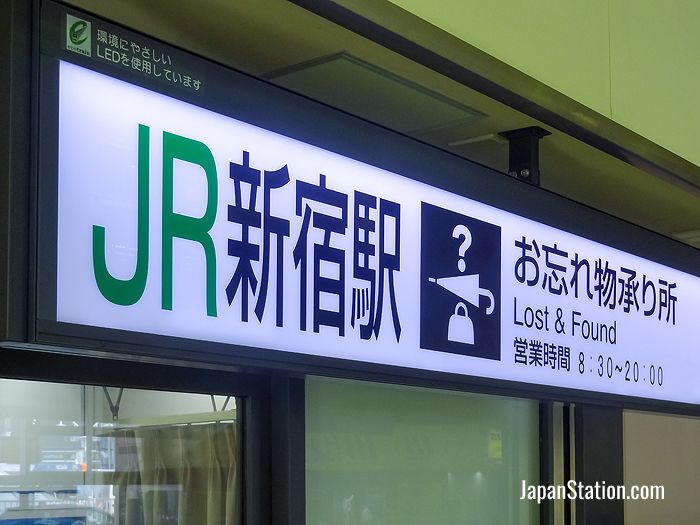 ecotrain
環境にやさしい
LEDを使用しています
JR新宿駅
?
お忘れ物承り所
Lost & Found
営業時間 8:30~20:00
JapanStation.com